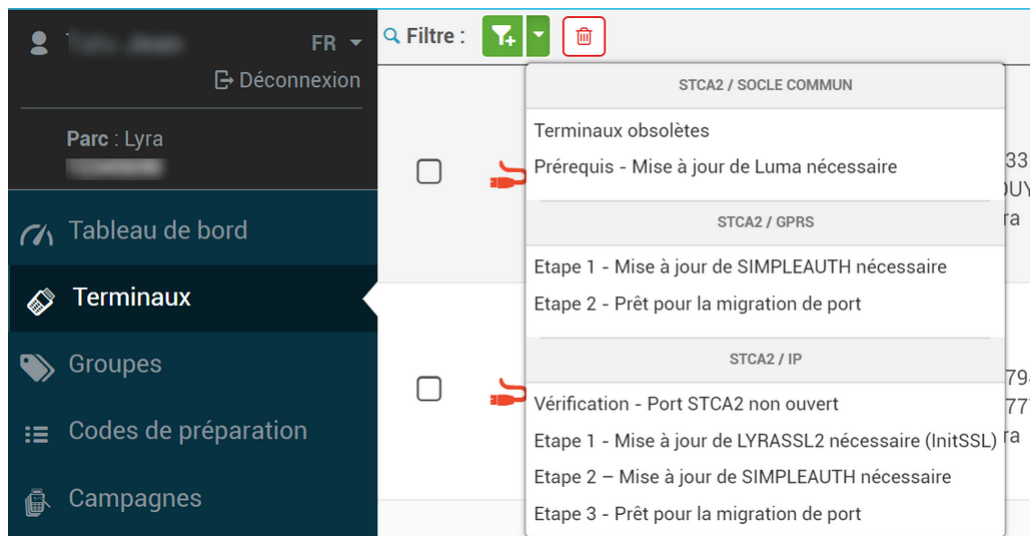 FR
Déconnexion
Parc : Lyra
Tableau de bord
Terminaux
Groupes
Codes de préparation
Campagnes
Filtre :
STCA2 / SOCLE COMMUN
Terminaux obsolètes
Prérequis - Mise à jour de Luma nécessaire
STCA2 / GPRS
Etape 1 - Mise à jour de SIMPLEAUTH nécessaire
Etape 2 - Prêt pour la migration de port
STCA2 / IP
Vérification - Port STCA2 non ouvert
Etape 1 - Mise à jour de LYRASSL2 nécessaire (InitSSL)
Etape 2 – Mise à jour de SIMPLEAUTH nécessaire
Etape 3 - Prêt pour la migration de port